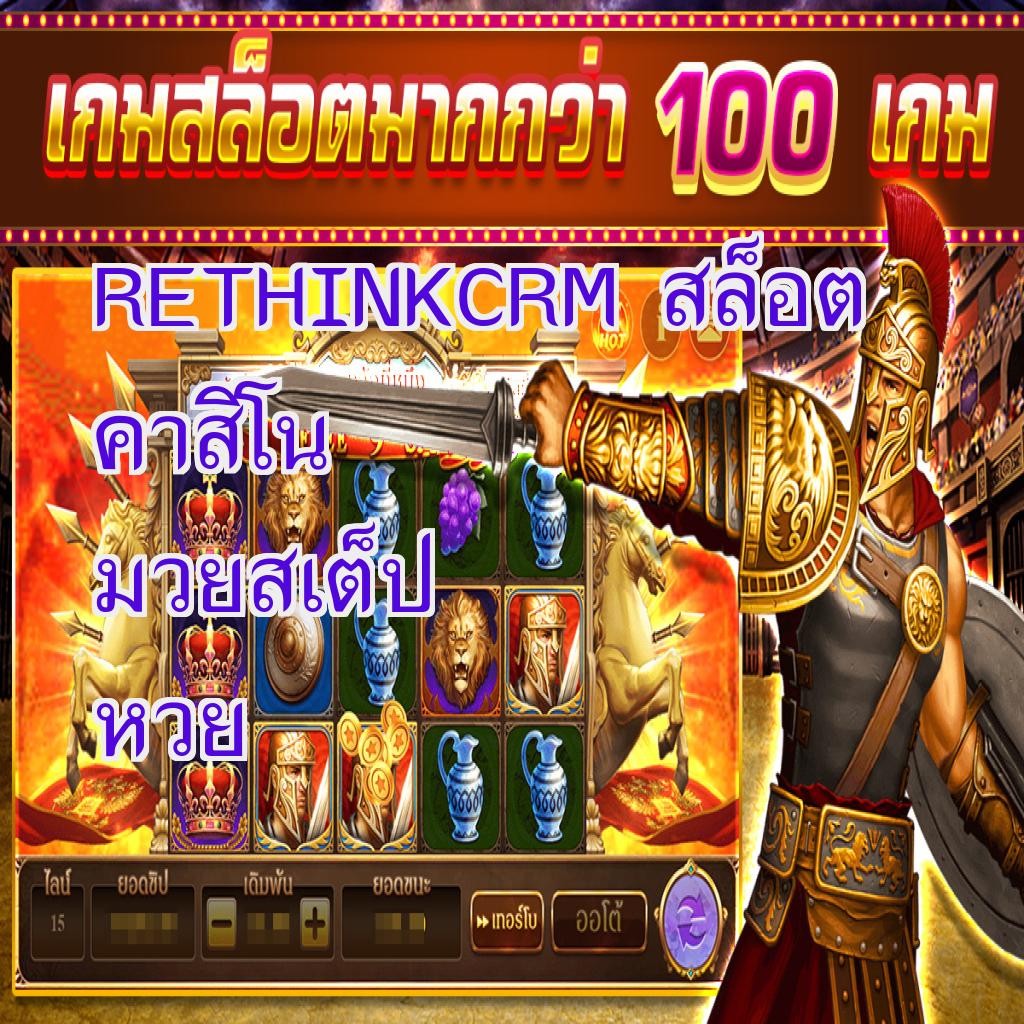 เกมสล็อตมากกว่า 100 เกม
RETHINKCRM สล็อต
HOT
คาสิโน
มวยสเต็ป
หวย
ไลน์ ยอดชิป เดิมพัน ยอดชนะ
15 เทอร์โบ ออโต้